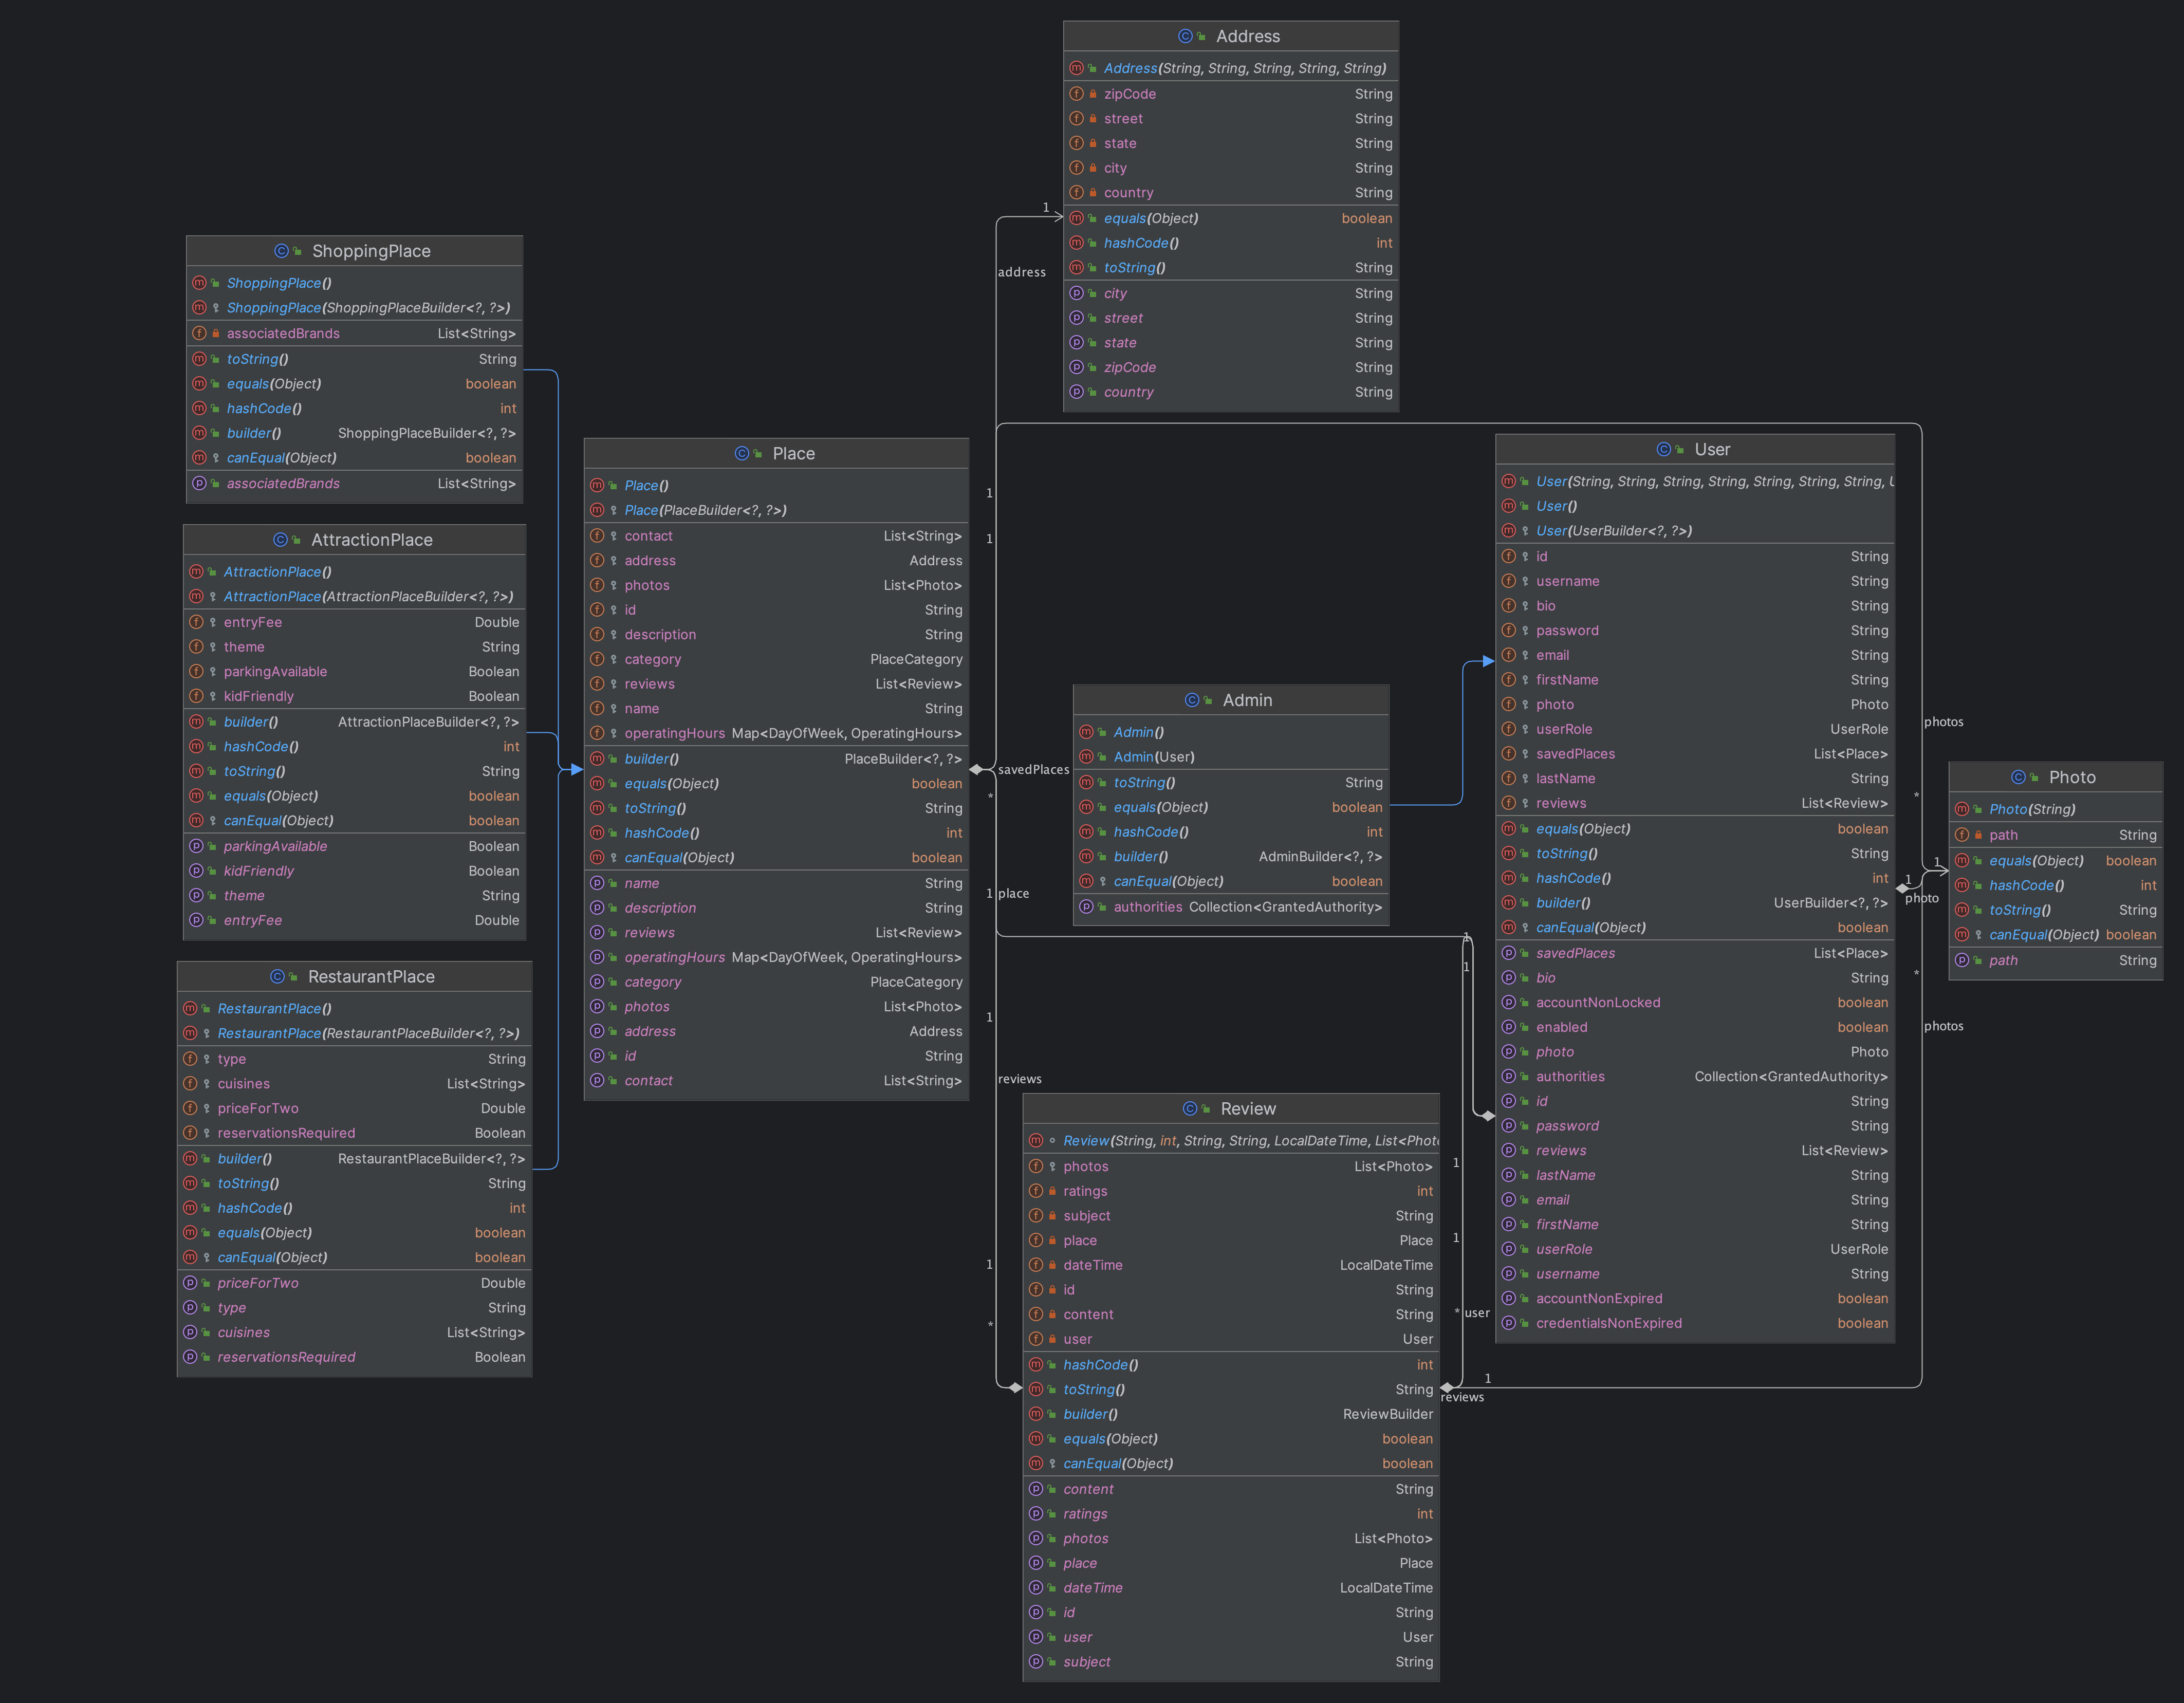 Address
Address(String, String, String, String, String)
zipCode String
street String
state String
city String
country String
equals(Object) boolean
hashCode() int
toString() String
city String
street String
state String
zipCode String
country String
ShoppingPlace
ShoppingPlace()
ShoppingPlace(ShoppingPlaceBuilder<?, ?>)
associatedBrands List<String>
toString() String
equals(Object) boolean
hashCode() int
builder() ShoppingPlaceBuilder<?, ?>
canEqual(Object) boolean
associatedBrands List<String>
AttractionPlace
AttractionPlace()
AttractionPlace(AttractionPlaceBuilder<?, ?>)
entryFee Double
theme String
parkingAvailable Boolean
kidFriendly Boolean
builder() AttractionPlaceBuilder<?, ?>
hashCode() int
toString() String
equals(Object) boolean
canEqual(Object) boolean
parkingAvailable Boolean
kidFriendly Boolean
theme String
entryFee Double
RestaurantPlace
RestaurantPlace()
RestaurantPlace(RestaurantPlaceBuilder<?, ?>)
type String
cuisines List<String>
priceForTwo Double
reservationsRequired Boolean
builder() RestaurantPlaceBuilder<?, ?>
toString() String
hashCode() int
equals(Object) boolean
canEqual(Object) boolean
priceForTwo Double
type String
cuisines List<String>
reservationsRequired Boolean
Place
Place()
Place(PlaceBuilder<?, ?>)
contact List<String>
address Address
photos List<Photo>
id String
description String
category PlaceCategory
reviews List<Review>
name String
operatingHours Map<DayOfWeek, OperatingHours>
builder() PlaceBuilder<?, ?>
equals(Object) boolean
toString() String
hashCode() int
canEqual(Object) boolean
name String
description String
reviews List<Review>
operatingHours Map<DayOfWeek, OperatingHours>
category PlaceCategory
photos List<Photo>
address Address
id String
contact List<String>
1
address
1
1
savedPlaces
*
1 place
1
reviews
1
*
Admin
Admin()
Admin(User)
toString() String
equals(Object) boolean
hashCode() int
builder() AdminBuilder<?, ?>
canEqual(Object) boolean
authorities Collection<GrantedAuthority>
User
User(String, String, String, String, String, String, String, U
User()
User(UserBuilder<?, ?>)
id String
username String
bio String
password String
email String
firstName String
photo Photo
userRole UserRole
savedPlaces List<Place>
lastName String
reviews List<Review>
equals(Object) boolean
toString() String
hashCode() int
builder() UserBuilder<?, ?>
canEqual(Object) boolean
savedPlaces List<Place>
bio String
accountNonLocked boolean
enabled boolean
photo Photo
authorities Collection<GrantedAuthority>
id String
password String
reviews List<Review>
lastName String
email String
firstName String
userRole UserRole
username String
accountNonExpired boolean
credentialsNonExpired boolean
photos
*
1
1
photo
*
photos
Photo
Photo(String)
path String
equals(Object) boolean
hashCode() int
toString() String
canEqual(Object) boolean
path String
1
1
1
1
* user
1
reviews
Review
Review(String, int, String, String, LocalDateTime, List<Phot
photos List<Photo>
ratings int
subject String
place Place
dateTime LocalDateTime
id String
content String
user User
hashCode() int
toString() String
builder() ReviewBuilder
equals(Object) boolean
canEqual(Object) boolean
content String
ratings int
photos List<Photo>
place Place
dateTime LocalDateTime
id String
user User
subject String